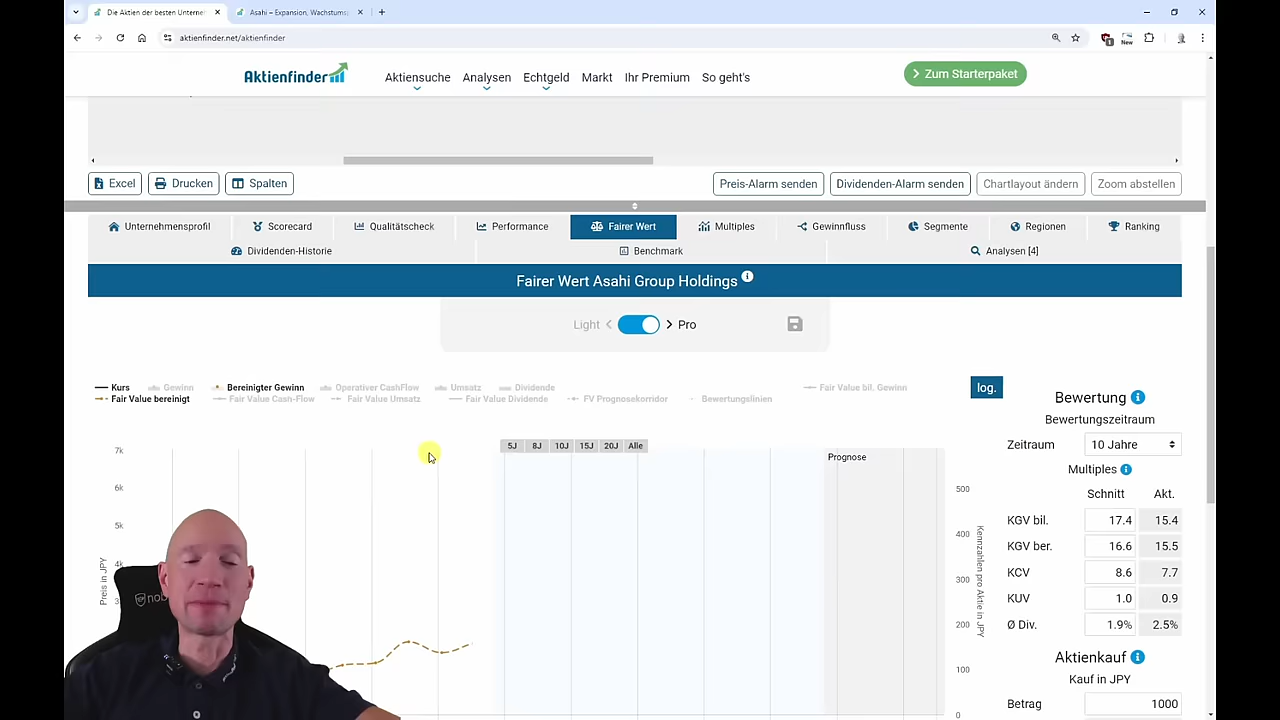 Die Aktien der besten Unterneh
Asahi – Expansion, Wachstums
aktienfinder.net/aktienfinder
New
Aktienfinder
Aktiensuche
Analysen
Echtgeld
Markt
Ihr Premium
So geht's
Zum Starterpaket
Excel
Drucken
Spalten
Preis-Alarm senden
Dividenden-Alarm senden
Chartlayout ändern
Zoom abstellen
Unternehmensprofil
Scorecard
Qualitätscheck
Performance
Fairer Wert
Multiples
Gewinnfluss
Segmente
Regionen
Ranking
Dividenden-Historie
Benchmark
Analysen [4]
Fairer Wert Asahi Group Holdings
Light
Pro
Kurs
Gewinn
Bereinigter Gewinn
Operativer CashFlow
Umsatz
Dividende
Fair Value bil. Gewinn
Fair Value bereinigt
Fair Value Cash-Flow
Fair Value Umsatz
Fair Value Dividende
FV Prognosekorridor
Bewertungslinien
log.
5J 8J 10J 15J 20J Alle
Prognose
7k
6k
5k
4k
3
Preis in JPY
500
400
300
200
100
0
Kennzahlen pro Aktie in JPY
Bewertung
Bewertungszeitraum
Zeitraum 10 Jahre
Multiples
Schnitt Akt.
KGV bil. 17.4 15.4
KGV ber. 16.6 15.5
KCV 8.6 7.7
KUV 1.0 0.9
Ø Div. 1.9% 2.5%
Aktienkauf
Kauf in JPY
Betrag 1000
nob